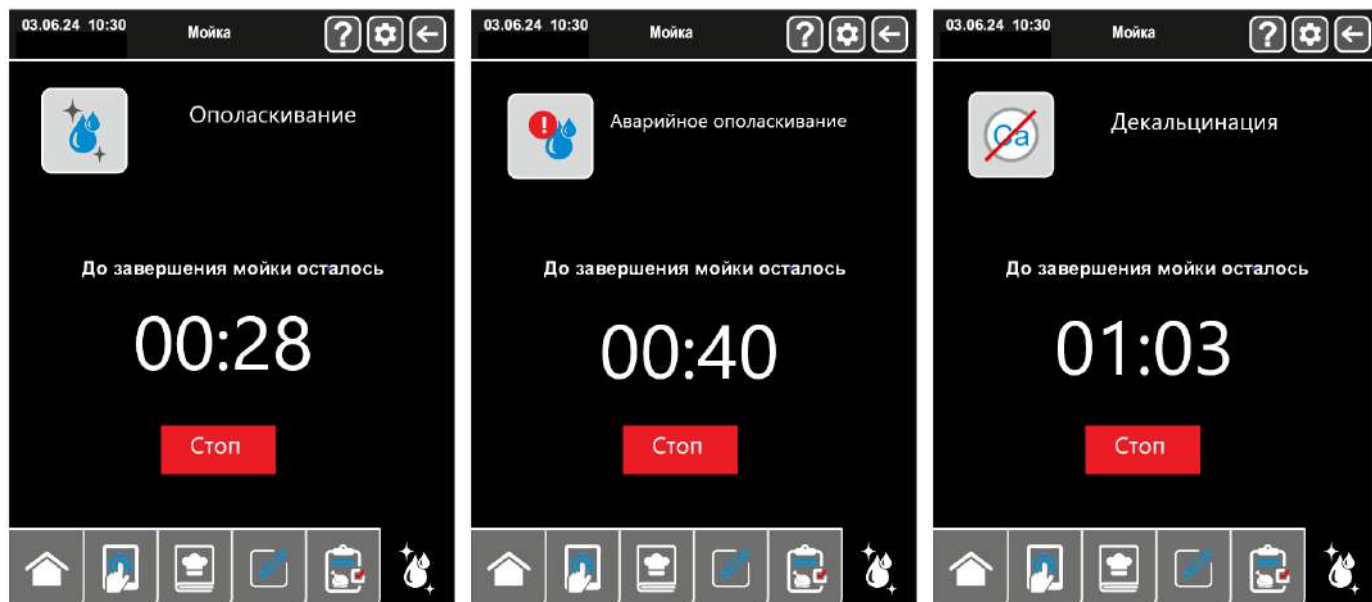 03.06.24 10:30 Мойка ?
Ополаскивание
До завершения мойки осталось
00:28
Стоп
03.06.24 10:30 Мойка ?
!
Аварийное ополаскивание
До завершения мойки осталось
00:40
Стоп
03.06.24 10:30 Мойка ?
Ca
Декальцинация
До завершения мойки осталось
01:03
Стоп